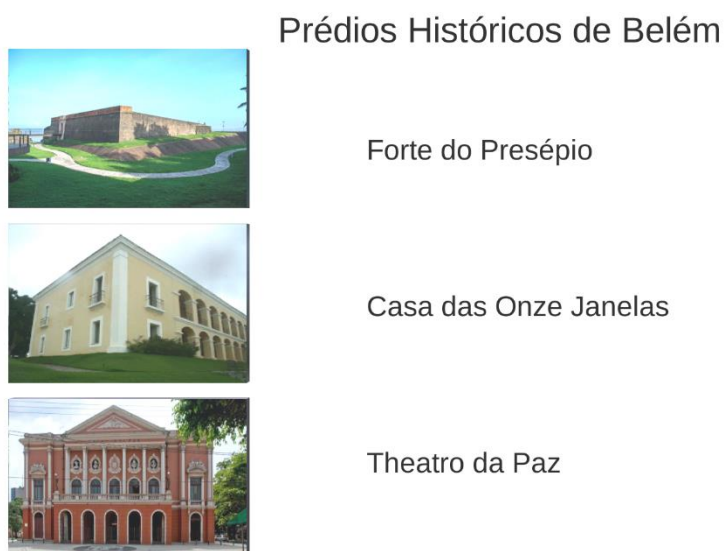 Prédios Históricos de Belém
Forte do Presépio
Casa das Onze Janelas
Theatro da Paz